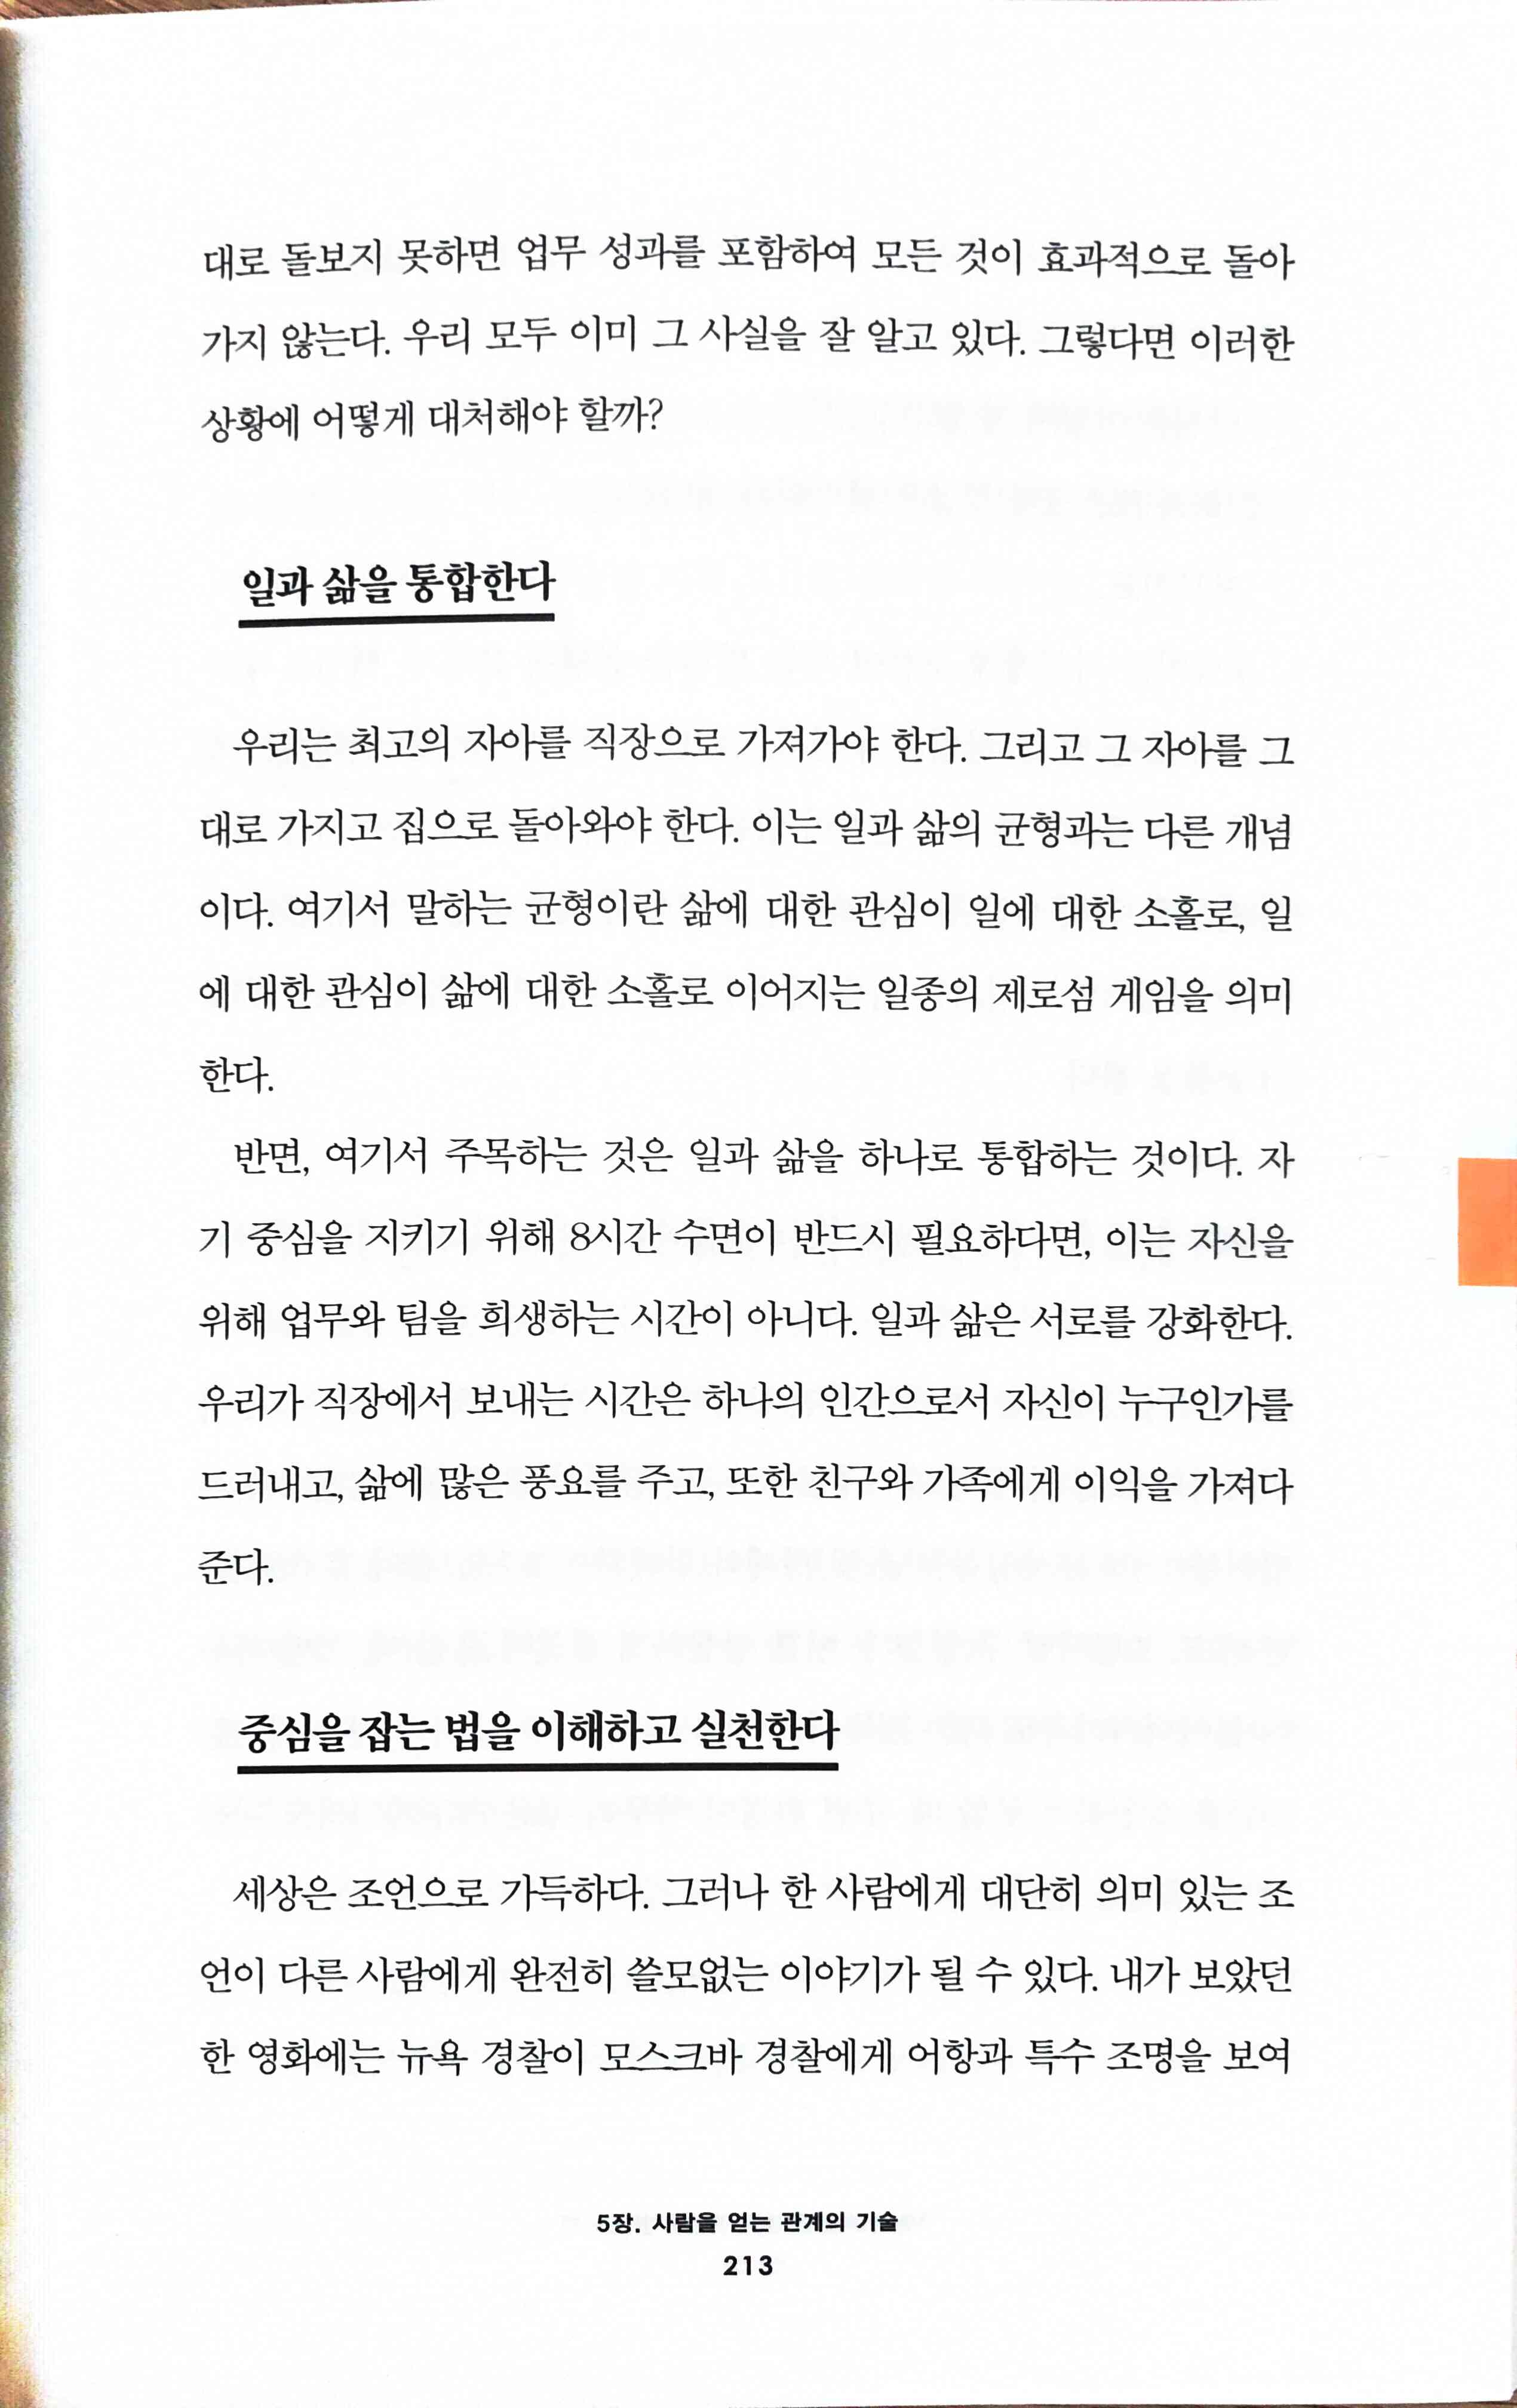 대로 돌보지 못하면 업무 성과를 포함하여 모든 것이 효과적으로 돌아
가지 않는다. 우리 모두 이미 그 사실을 잘 알고 있다. 그렇다면 이러한
상황에 어떻게 대처해야 할까?
일과 삶을 통합한다
우리는 최고의 자아를 직장으로 가져가야 한다. 그리고 그 자아를 그
대로 가지고 집으로 돌아와야 한다. 이는 일과 삶의 균형과는 다른 개념
이다. 여기서 말하는 균형이란 삶에 대한 관심이 일에 대한 소홀로, 일
에 대한 관심이 삶에 대한 소홀로 이어지는 일종의 제로섬 게임을 의미
한다.
반면, 여기서 주목하는 것은 일과 삶을 하나로 통합하는 것이다. 자
기 중심을 지키기 위해 8시간 수면이 반드시 필요하다면, 이는 자신을
위해 업무와 팀을 희생하는 시간이 아니다. 일과 삶은 서로를 강화한다.
우리가 직장에서 보내는 시간은 하나의 인간으로서 자신이 누구인가를
드러내고, 삶에 많은 풍요를 주고, 또한 친구와 가족에게 이익을 가져다
준다.
중심을 잡는 법을 이해하고 실천한다
세상은 조언으로 가득하다. 그러나 한 사람에게 대단히 의미 있는 조
언이 다른 사람에게 완전히 쓸모없는 이야기가 될 수 있다. 내가 보았던
한 영화에는 뉴욕 경찰이 모스크바 경찰에게 어항과 특수 조명을 보여
5장. 사람을 얻는 관계의 기술
213